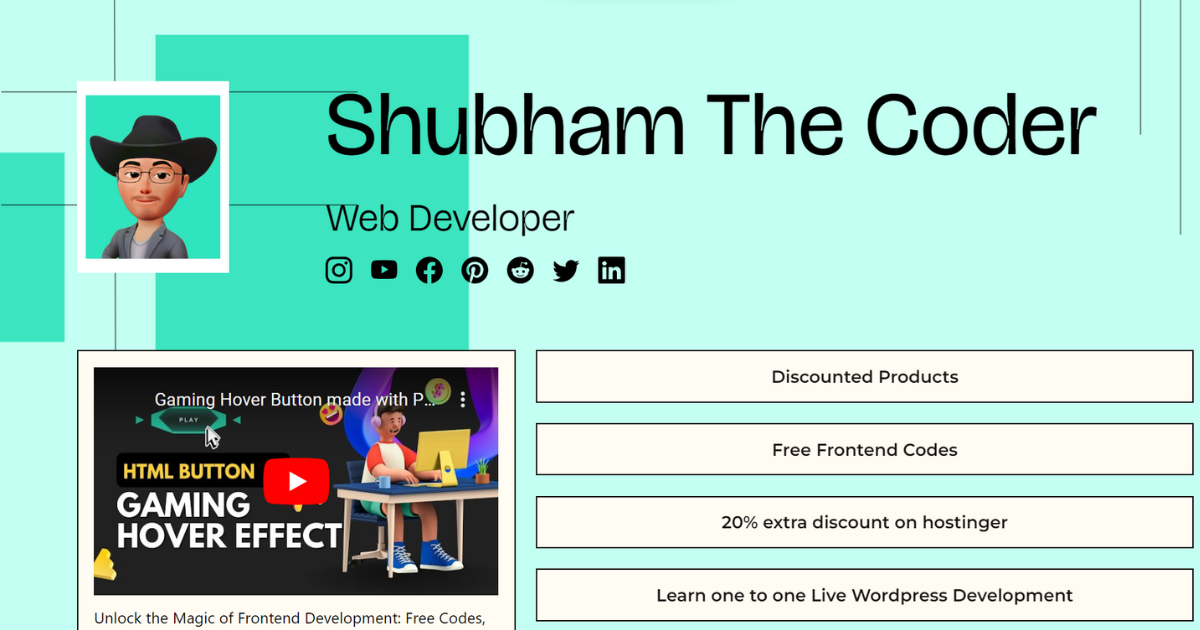 Shubham The Coder
Web Developer
Gaming Hover Button made with P...
PLAY
HTML BUTTON
GAMING
HOVER EFFECT
Unlock the Magic of Frontend Development: Free Codes,
Discounted Products
Free Frontend Codes
20% extra discount on hostinger
Learn one to one Live Wordpress Development